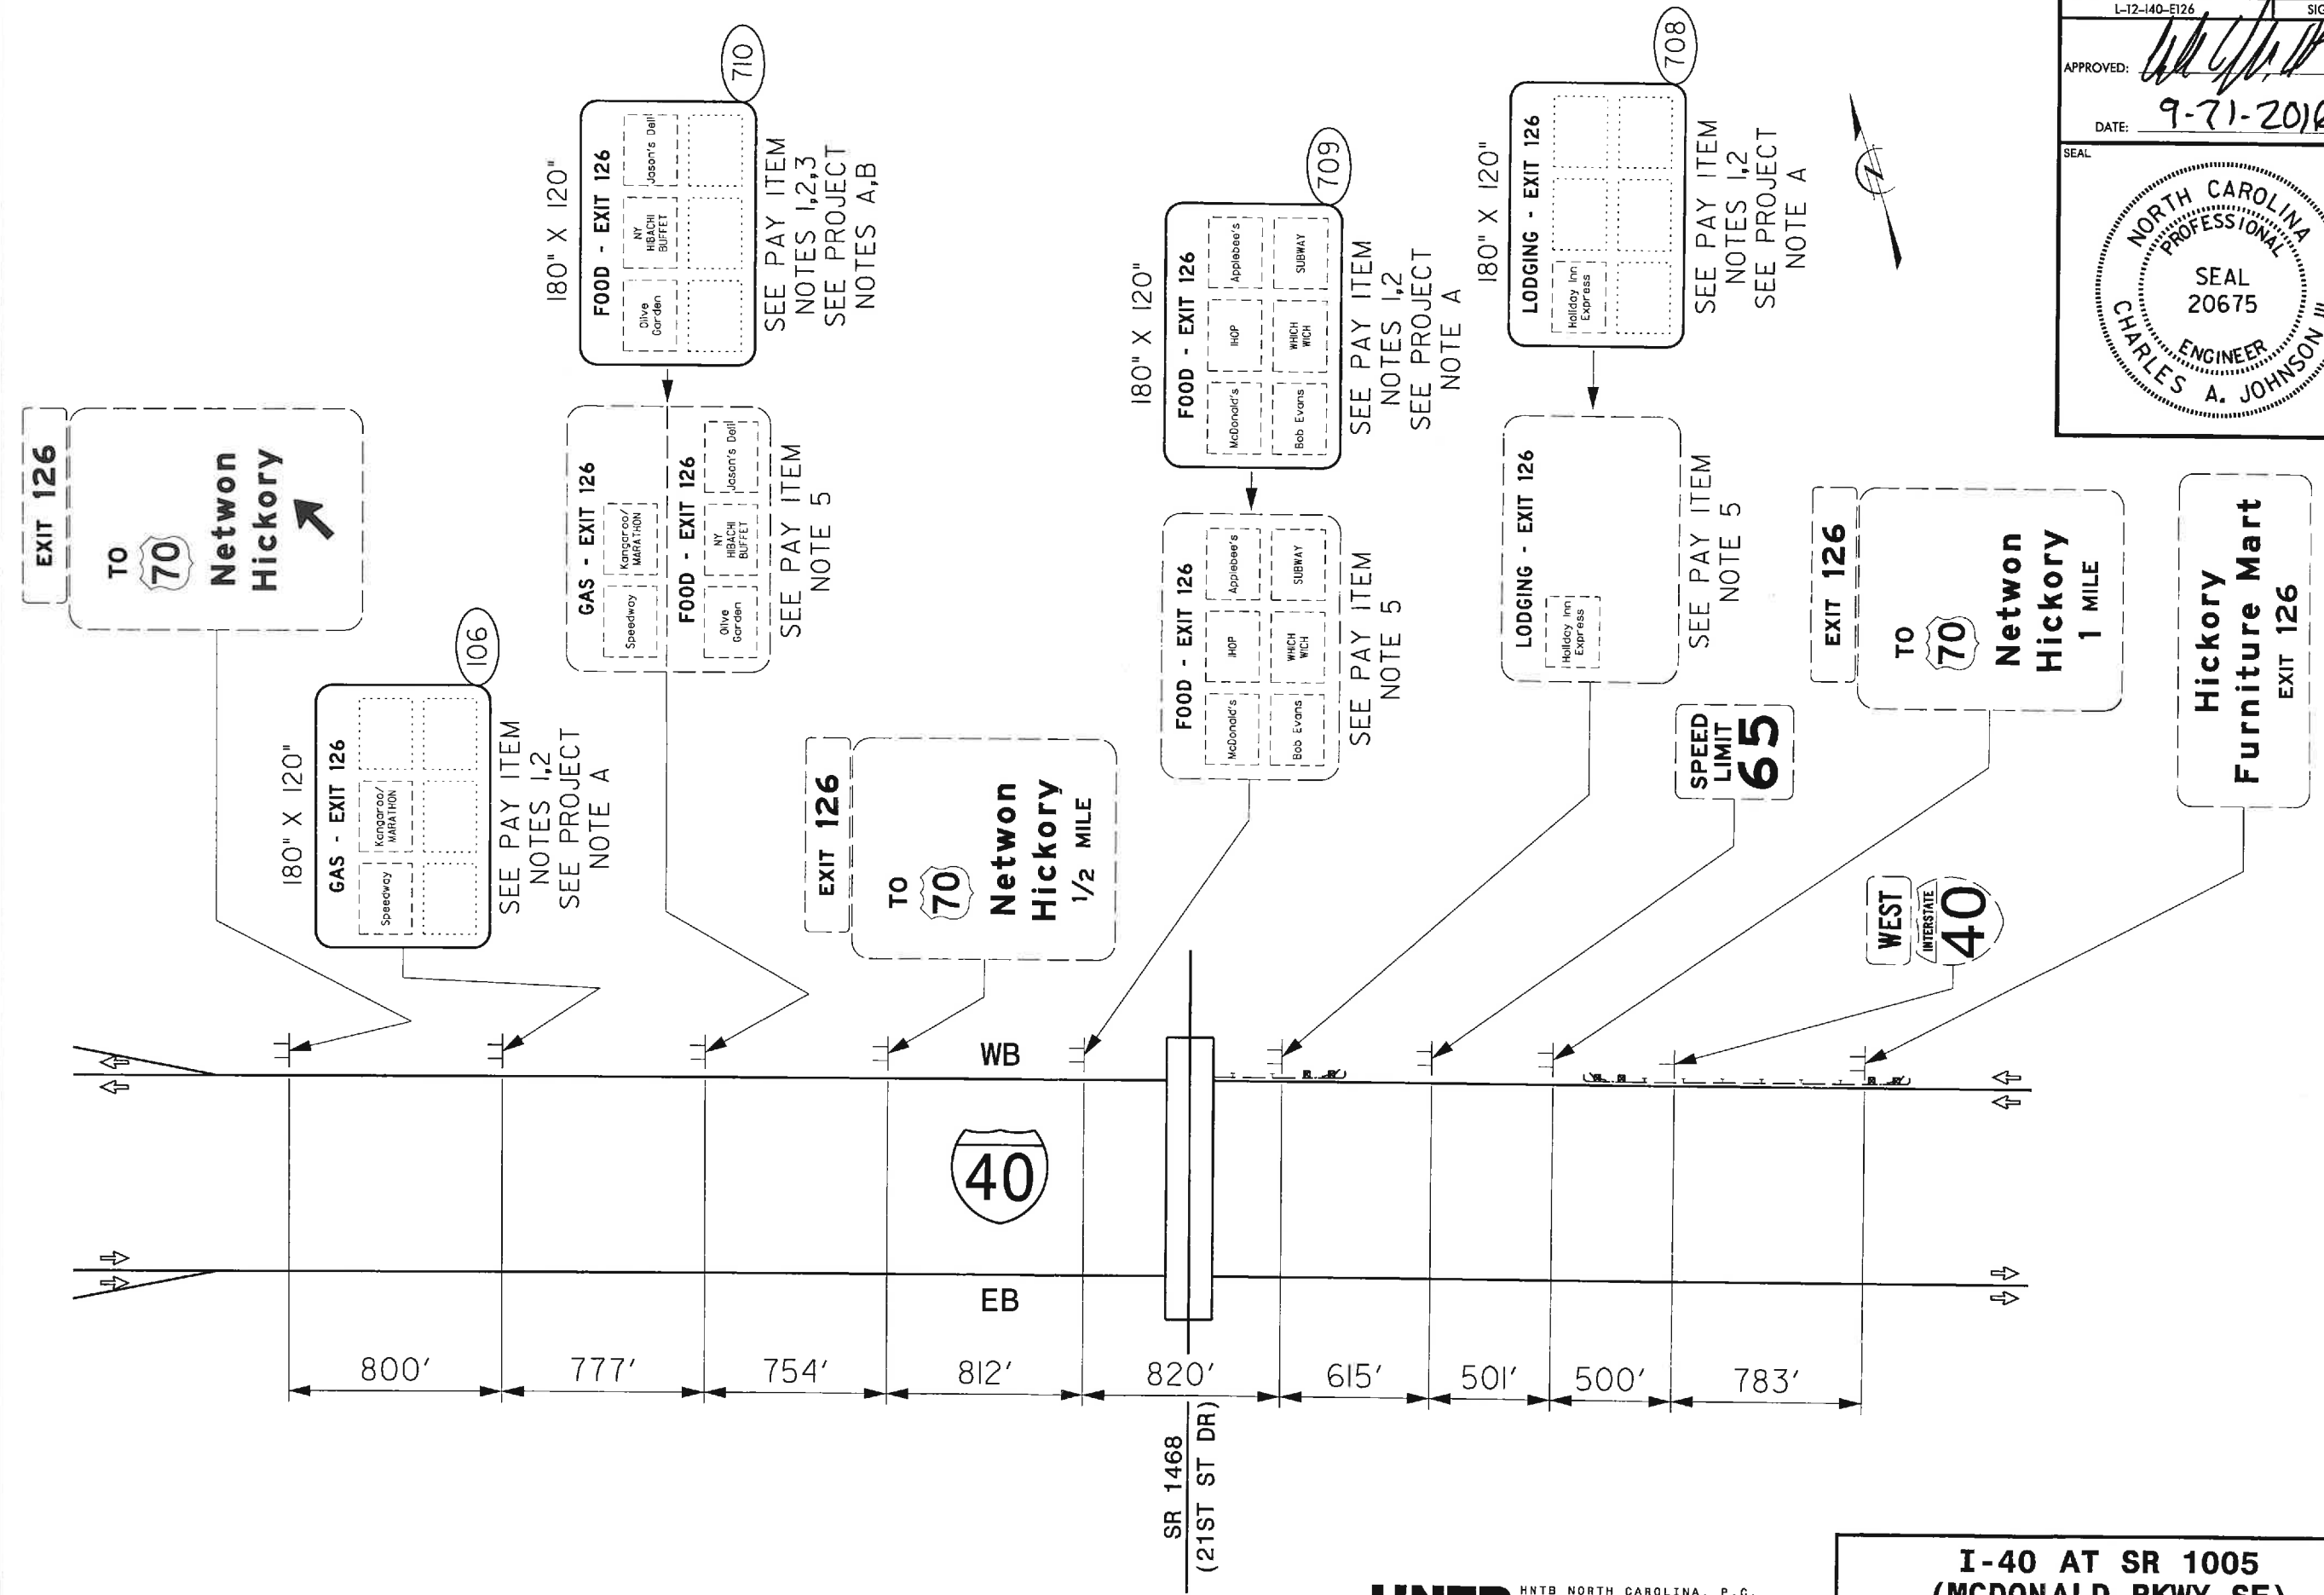 EXIT 126
TO
70
Netwon
Hickory
180" X 120"
GAS - EXIT 126
Speedway
Kangaroo/
MARATHON
106
SEE PAY ITEM
NOTES 1,2
SEE PROJECT
NOTE A
180" X 120"
FOOD - EXIT 126
Olive
Garden
NY
HIBACHI
BUFFET
Jason's Deli
710
SEE PAY ITEM
NOTES 1,2,3
SEE PROJECT
NOTES A,B
GAS - EXIT 126
Speedway
Kangaroo/
MARATHON
FOOD - EXIT 126
Olive
Garden
NY
HIBACHI
BUFFET
Jason's Deli
SEE PAY ITEM
NOTE 5
EXIT 126
TO
70
Netwon
Hickory
1/2 MILE
180" X 120"
FOOD - EXIT 126
McDonald's
IHOP
Applebee's
Bob Evans
WHICH
WICH
SUBWAY
709
SEE PAY ITEM
NOTES 1,2
SEE PROJECT
NOTE A
FOOD - EXIT 126
McDonald's
IHOP
Applebee's
Bob Evans
WHICH
WICH
SUBWAY
SEE PAY ITEM
NOTE 5
180" X 120"
LODGING - EXIT 126
Holiday Inn
Express
708
SEE PAY ITEM
NOTES 1,2
SEE PROJECT
NOTE A
LODGING - EXIT 126
Holiday Inn
Express
SEE PAY ITEM
NOTE 5
SPEED
LIMIT
65
EXIT 126
TO
70
Netwon
Hickory
1 MILE
WEST
INTERSTATE
40
Hickory
Furniture Mart
EXIT 126
N
L-T2-I40-E126
SIG
APPROVED:
DATE: 9-21-2016
SEAL
NORTH CAROLINA
PROFESSIONAL
SEAL
20675
ENGINEER
CHARLES A. JOHNSON III
WB
40
EB
800' 777' 754' 812' 820' 615' 501' 500' 783'
SR 1468
(21ST ST DR)
HNTB HNTB NORTH CAROLINA, P.C.
I-40 AT SR 1005
(MCDONALD PKWY SE)